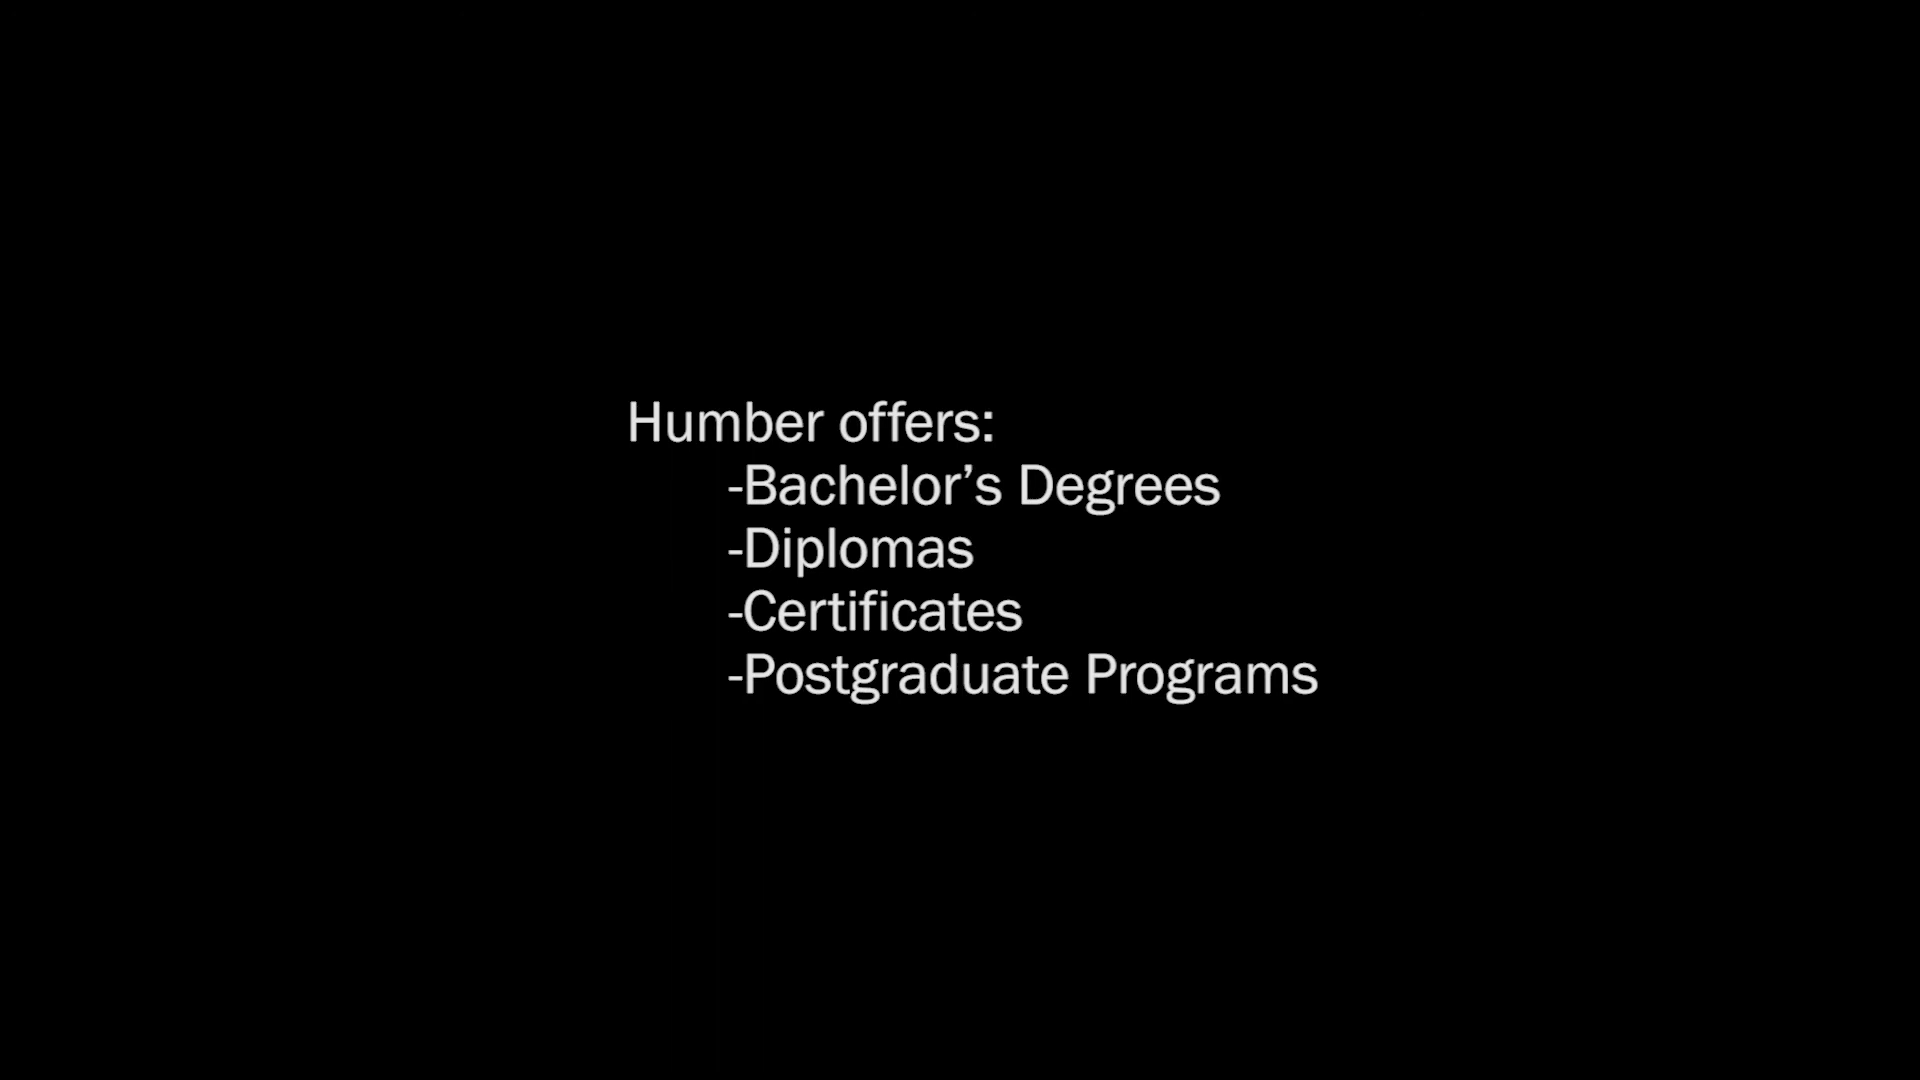 Humber offers:
-Bachelor’s Degrees
-Diplomas
-Certificates
-Postgraduate Programs